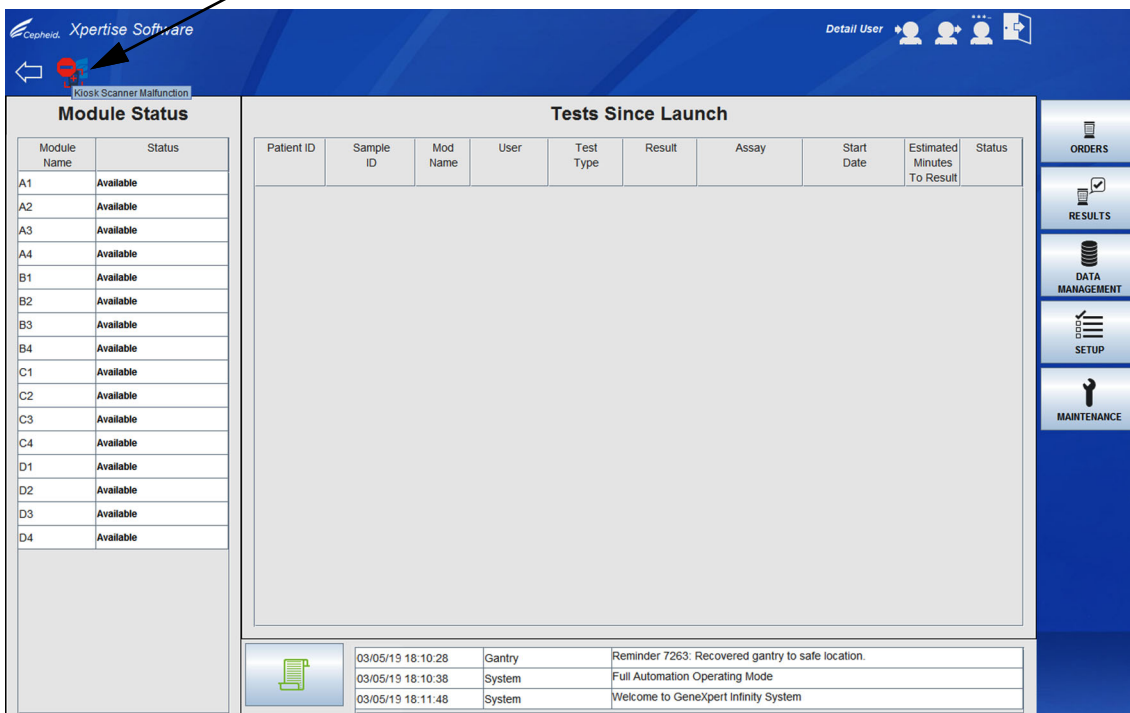 Cepheid. Xpertise Software
Detail User
Kiosk Scanner Malfunction
Module Status
Module Name Status
A1 Available
A2 Available
A3 Available
A4 Available
B1 Available
B2 Available
B3 Available
B4 Available
C1 Available
C2 Available
C3 Available
C4 Available
D1 Available
D2 Available
D3 Available
D4 Available
Tests Since Launch
Patient ID Sample ID Mod Name User Test Type Result Assay Start Date Estimated Minutes To Result Status
03/05/19 18:10:28 Gantry Reminder 7263: Recovered gantry to safe location.
03/05/19 18:10:38 System Full Automation Operating Mode
03/05/19 18:11:48 System Welcome to GeneXpert Infinity System
ORDERS
RESULTS
DATA
MANAGEMENT
SETUP
MAINTENANCE